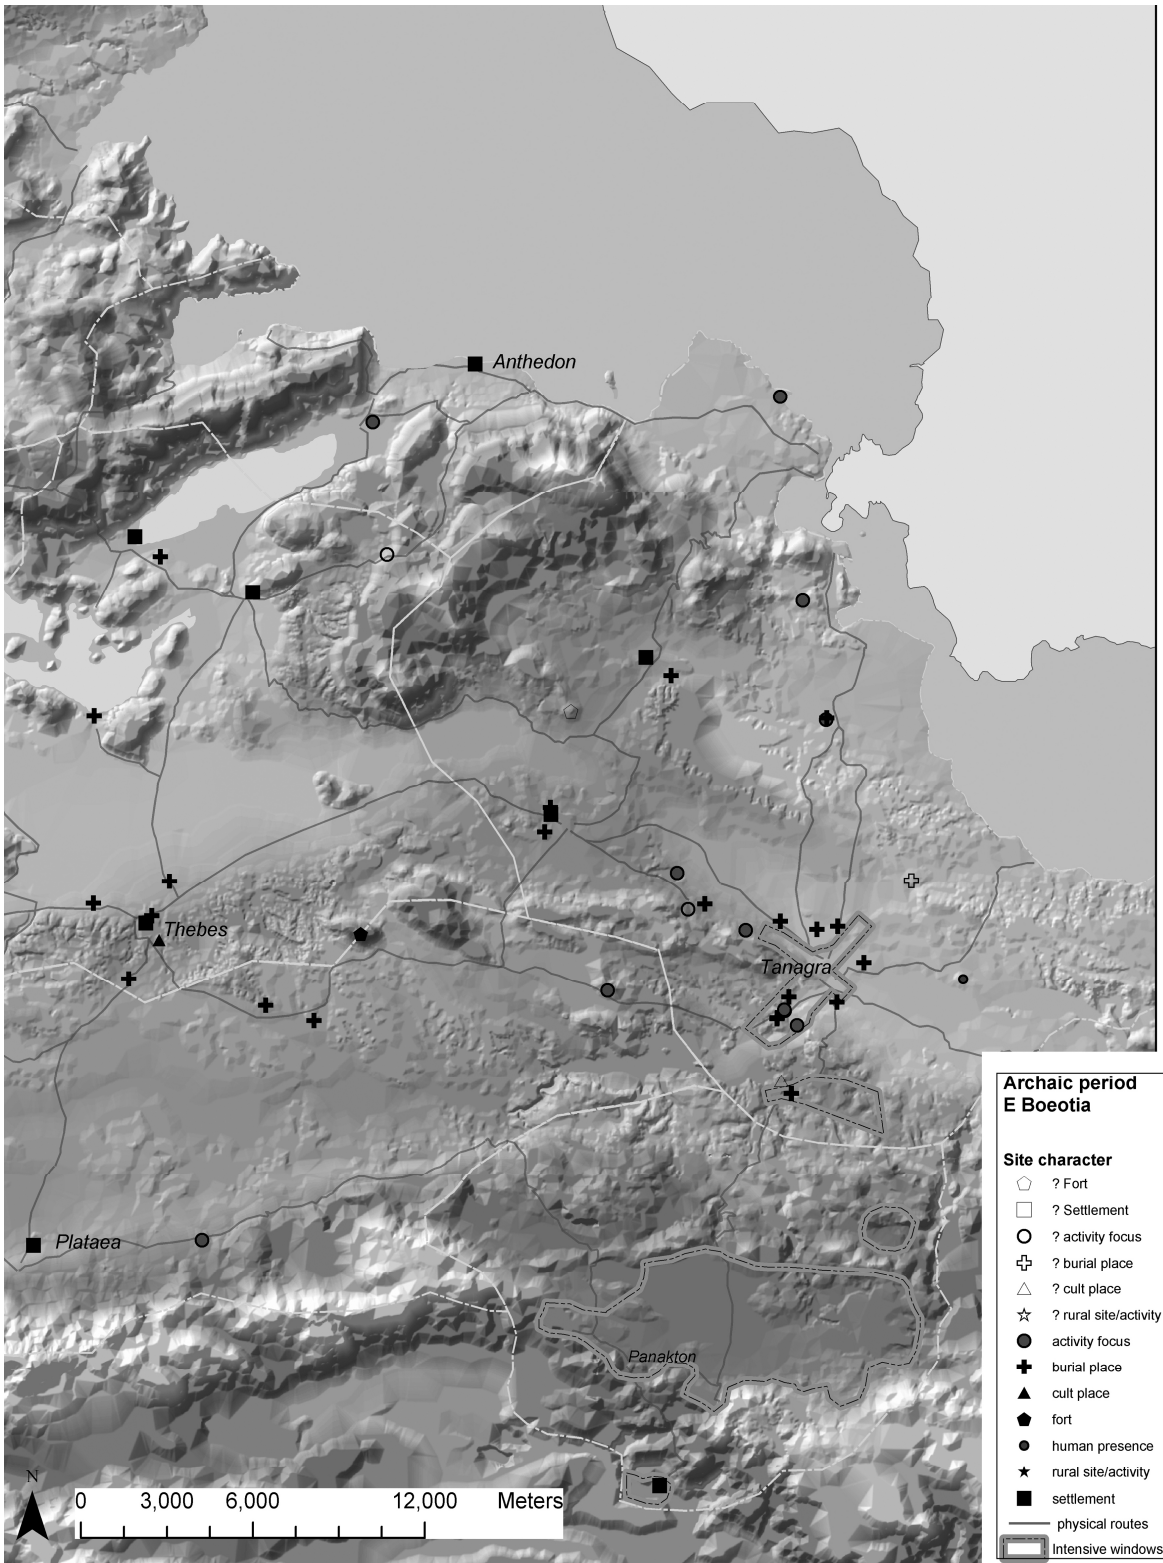 Anthedon
Thebes
Tanagra
Plataea
Panakton
Archaic period
E Boeotia
Site character
? Fort
? Settlement
? activity focus
? burial place
? cult place
? rural site/activity
activity focus
burial place
cult place
fort
human presence
rural site/activity
settlement
physical routes
Intensive windows
N
0 3,000 6,000 12,000 Meters